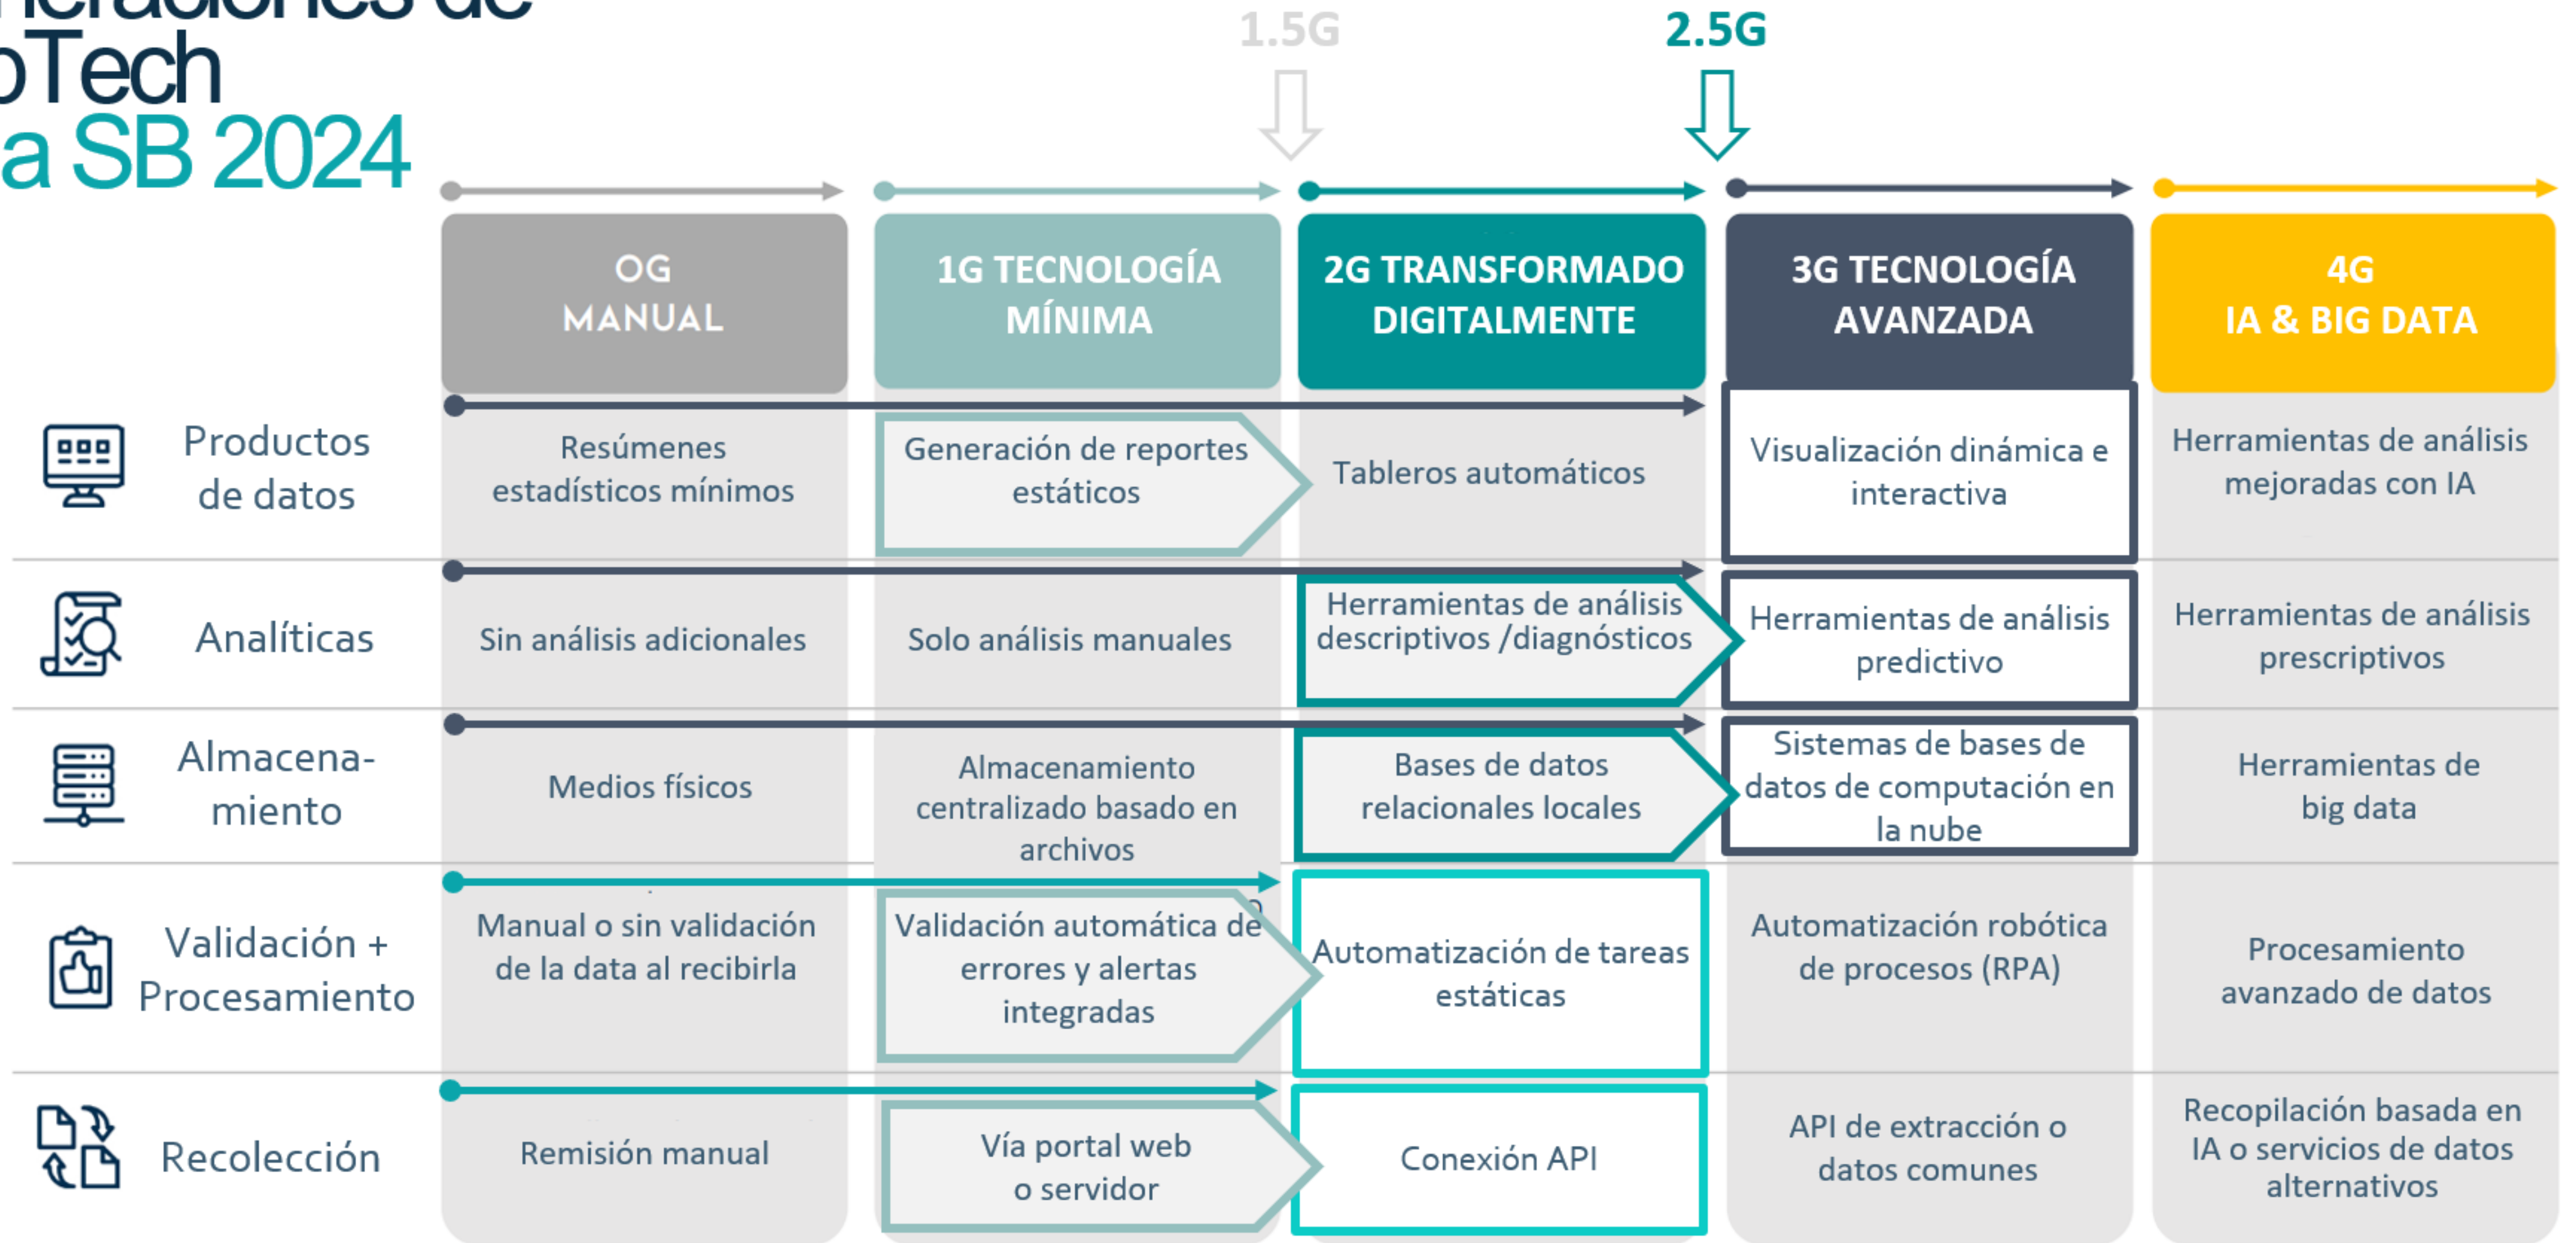 neraciones de
pTech
a SB 2024
1.5G
2.5G
OG
MANUAL
1G TECNOLOGÍA
MÍNIMA
2G TRANSFORMADO
DIGITALMENTE
3G TECNOLOGÍA
AVANZADA
4G
IA & BIG DATA
Productos
de datos
Resúmenes
estadísticos mínimos
Generación de reportes
estáticos
Tableros automáticos
Visualización dinámica e
interactiva
Herramientas de análisis
mejoradas con IA
Analíticas
Sin análisis adicionales
Solo análisis manuales
Herramientas de análisis
descriptivos /diagnósticos
Herramientas de análisis
predictivo
Herramientas de análisis
prescriptivos
Almacena-
miento
Medios físicos
Almacenamiento
centralizado basado en
archivos
Bases de datos
relacionales locales
Sistemas de bases de
datos de computación en
la nube
Herramientas de
big data
Validación +
Procesamiento
Manual o sin validación
de la data al recibirla
Validación automática de
errores y alertas
integradas
Automatización de tareas
estáticas
Automatización robótica
de procesos (RPA)
Procesamiento
avanzado de datos
Recolección
Remisión manual
Vía portal web
o servidor
Conexión API
API de extracción o
datos comunes
Recopilación basada en
IA o servicios de datos
alternativos